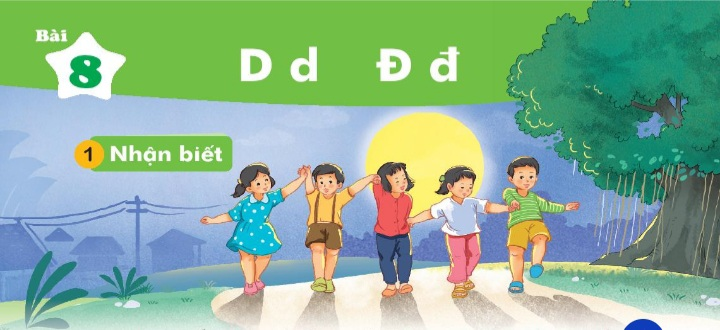 Bài
8
D d Đ đ
1 Nhận biết